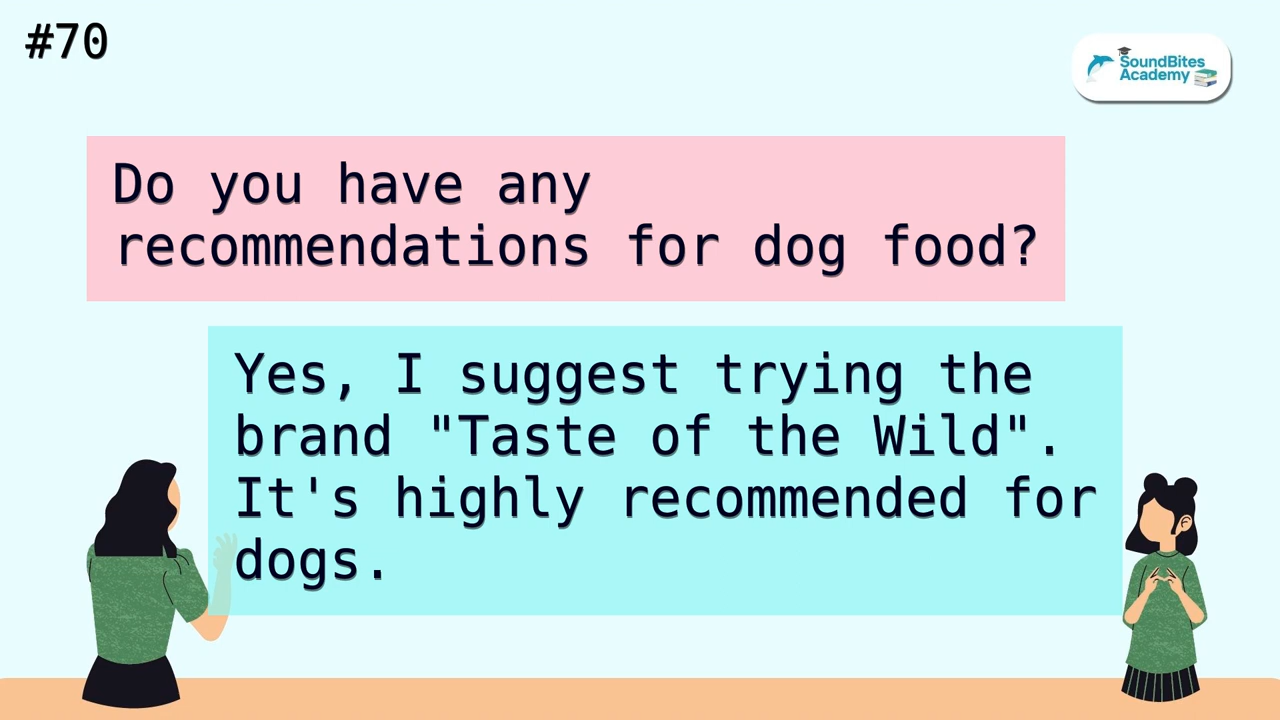 #70
SoundBites
Academy
Do you have any
recommendations for dog food?
Yes, I suggest trying the
brand "Taste of the Wild".
It's highly recommended for
dogs.